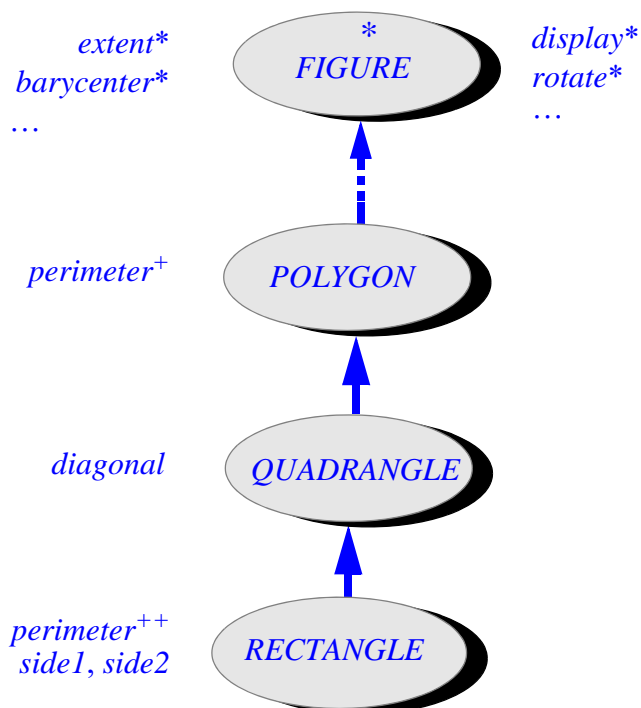 extent*
barycenter*
…
*
FIGURE
display*
rotate*
…
perimeter+
POLYGON
diagonal
QUADRANGLE
perimeter++
side1, side2
RECTANGLE